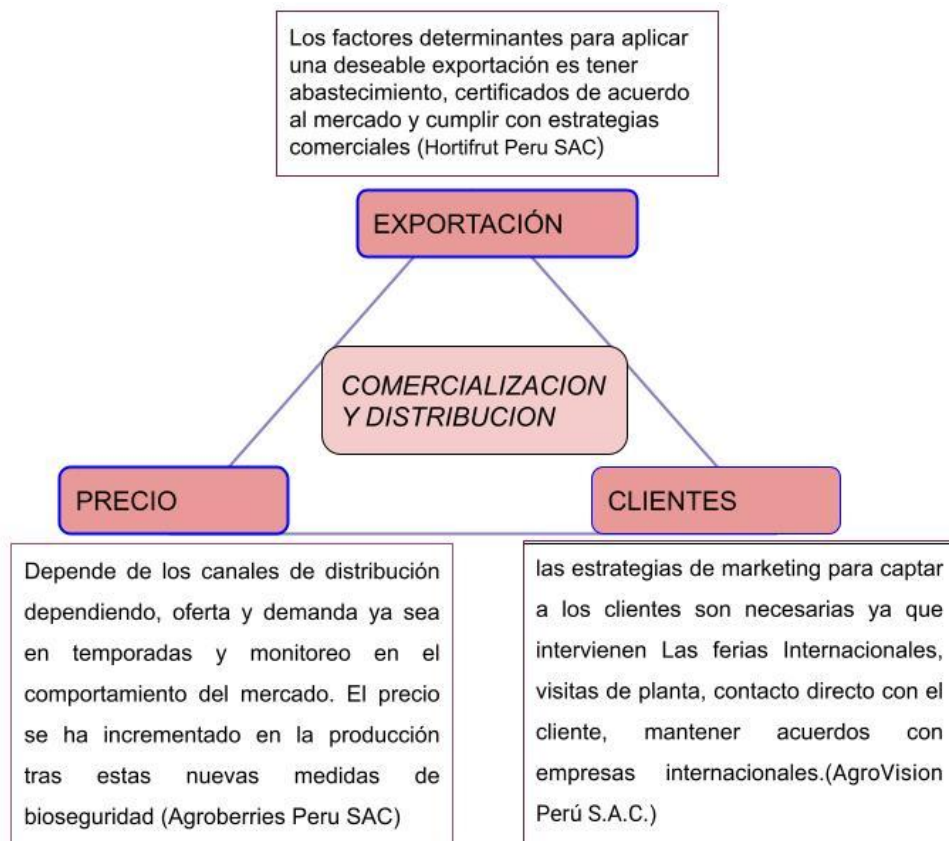 Los factores determinantes para aplicar
una deseable exportación es tener
abastecimiento, certificados de acuerdo
al mercado y cumplir con estrategias
comerciales (Hortifrut Peru SAC)
EXPORTACIÓN
COMERCIALIZACION
Y DISTRIBUCION
PRECIO
CLIENTES
Depende de los canales de distribución
dependiendo, oferta y demanda ya sea
en temporadas y monitoreo en el
comportamiento del mercado. El precio
se ha incrementado en la producción
tras estas nuevas medidas de
bioseguridad (Agroberries Peru SAC)
las estrategias de marketing para captar
a los clientes son necesarias ya que
intervienen Las ferias Internacionales,
visitas de planta, contacto directo con el
cliente, mantener acuerdos con
empresas internacionales.(AgroVision
Perú S.A.C.)